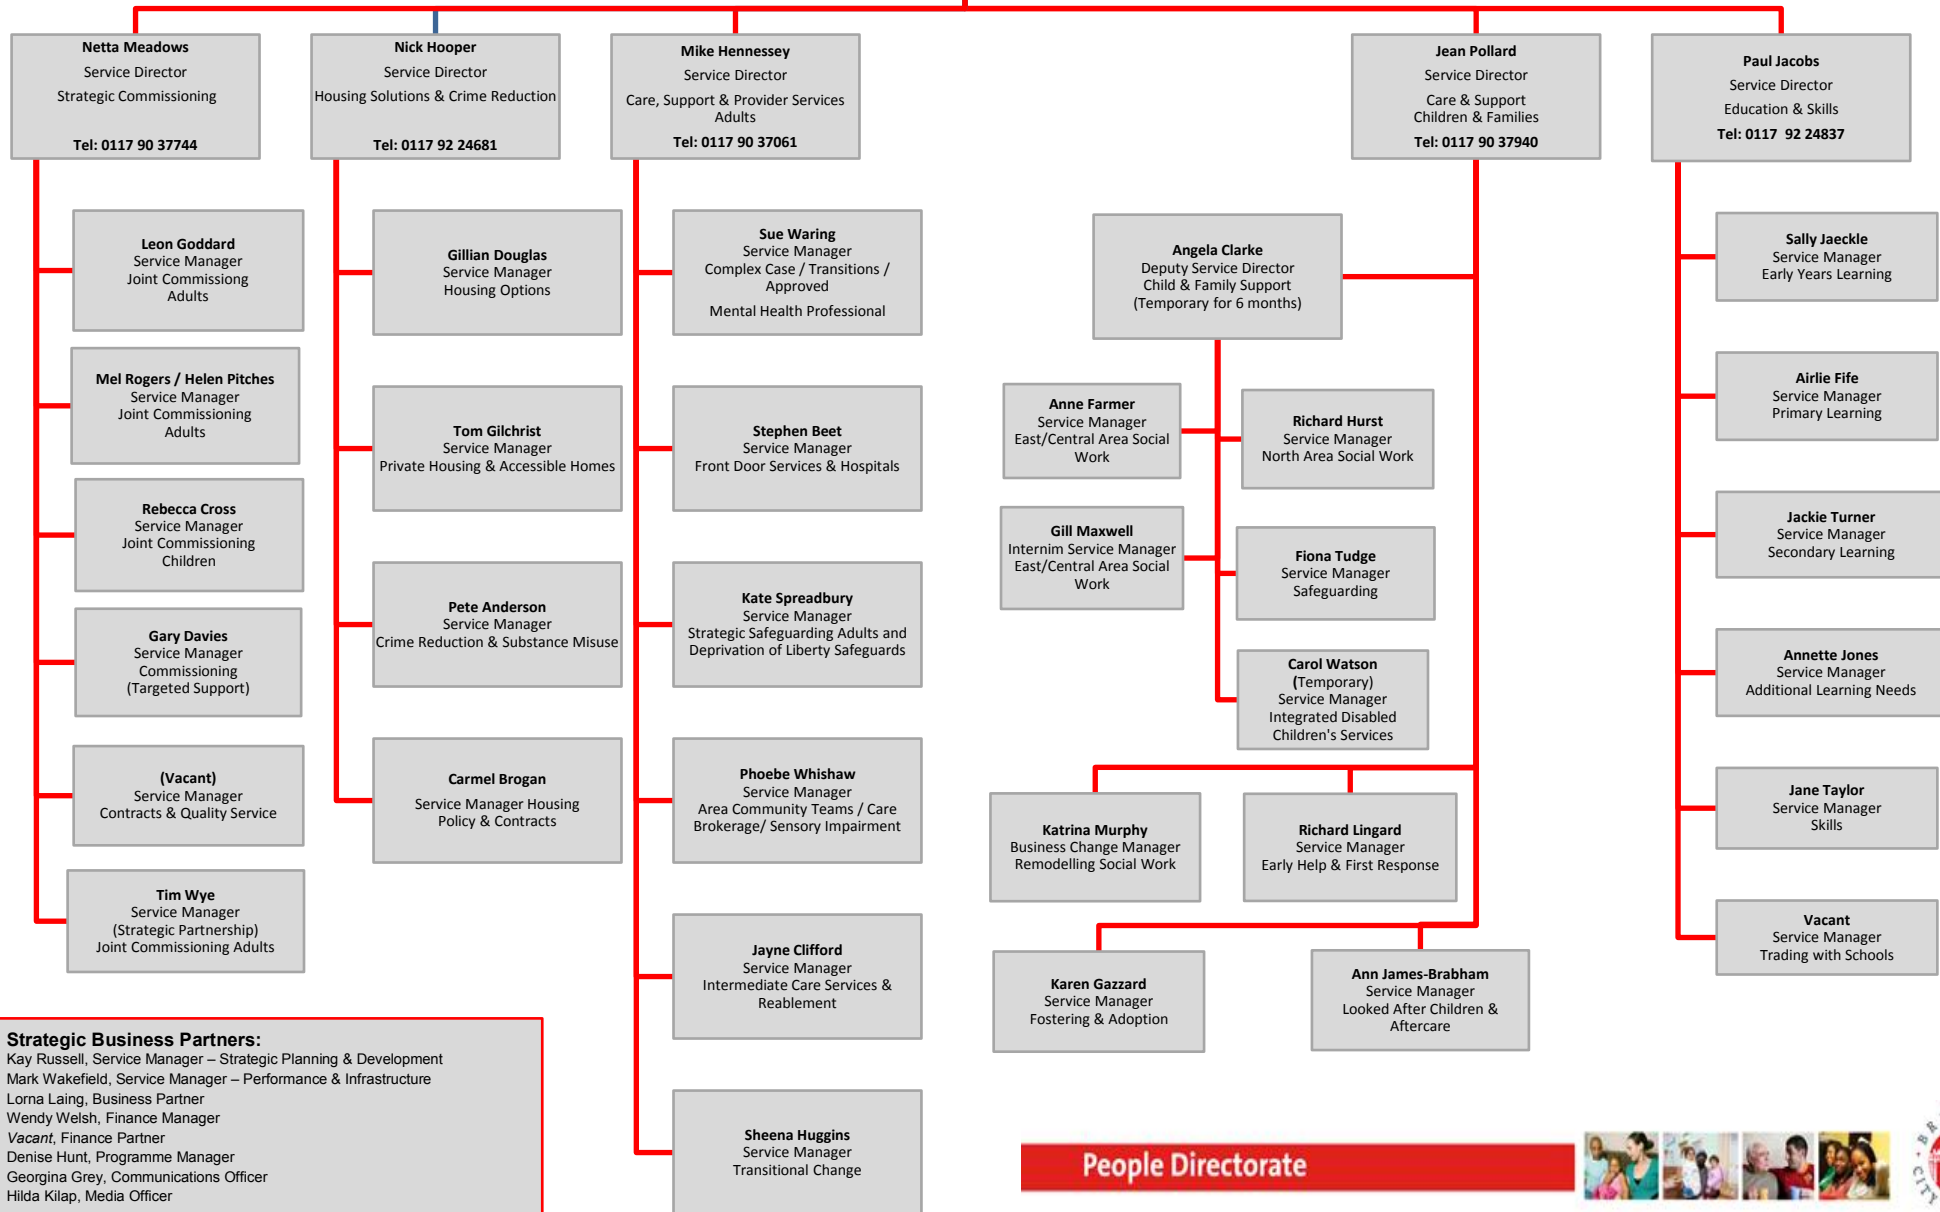 Netta Meadows
Service Director
Strategic Commissioning
Tel: 0117 90 37744
Nick Hooper
Service Director
Housing Solutions & Crime Reduction
Tel: 0117 92 24681
Mike Hennessey
Service Director
Care, Support & Provider Services
Adults
Tel: 0117 90 37061
Jean Pollard
Service Director
Care & Support
Children & Families
Tel: 0117 90 37940
Paul Jacobs
Service Director
Education & Skills
Tel: 0117  92 24837
Leon Goddard
Service Manager
Joint Commissiong
Adults
Mel Rogers / Helen Pitches
Service Manager
Joint Commissioning
Adults
Rebecca Cross
Service Manager
Joint Commissioning
Children
Gary Davies
Service Manager
Commissioning
(Targeted Support)
(Vacant)
Service Manager
Contracts & Quality Service
Tim Wye
Service Manager
(Strategic Partnership)
Joint Commissioning Adults
Gillian Douglas
Service Manager
Housing Options
Tom Gilchrist
Service Manager
Private Housing & Accessible Homes
Pete Anderson
Service Manager
Crime Reduction & Substance Misuse
Carmel Brogan
Service Manager Housing
Policy & Contracts
Sue Waring
Service Manager
Complex Case / Transitions /
Approved
Mental Health Professional
Stephen Beet
Service Manager
Front Door Services & Hospitals
Kate Spreadbury
Service Manager
Strategic Safeguarding Adults and
Deprivation of Liberty Safeguards
Phoebe Whishaw
Service Manager
Area Community Teams / Care
Brokerage/ Sensory Impairment
Jayne Clifford
Service Manager
Intermediate Care Services &
Reablement
Sheena Huggins
Service Manager
Transitional Change
Angela Clarke
Deputy Service Director
Child & Family Support
(Temporary for 6 months)
Anne Farmer
Service Manager
East/Central Area Social
Work
Richard Hurst
Service Manager
North Area Social Work
Gill Maxwell
Internim Service Manager
East/Central Area Social
Work
Fiona Tudge
Service Manager
Safeguarding
Carol Watson
(Temporary)
Service Manager
Integrated Disabled
Children's Services
Katrina Murphy
Business Change Manager
Remodelling Social Work
Richard Lingard
Service Manager
Early Help & First Response
Karen Gazzard
Service Manager
Fostering & Adoption
Ann James-Brabham
Service Manager
Looked After Children &
Aftercare
Sally Jaeckle
Service Manager
Early Years Learning
Airlie Fife
Service Manager
Primary Learning
Jackie Turner
Service Manager
Secondary Learning
Annette Jones
Service Manager
Additional Learning Needs
Jane Taylor
Service Manager
Skills
Vacant
Service Manager
Trading with Schools
Strategic Business Partners:
Kay Russell, Service Manager – Strategic Planning & Development
Mark Wakefield, Service Manager – Performance & Infrastructure
Lorna Laing, Business Partner
Wendy Welsh, Finance Manager
Vacant, Finance Partner
Denise Hunt, Programme Manager
Georgina Grey, Communications Officer
Hilda Kilap, Media Officer
People Directorate